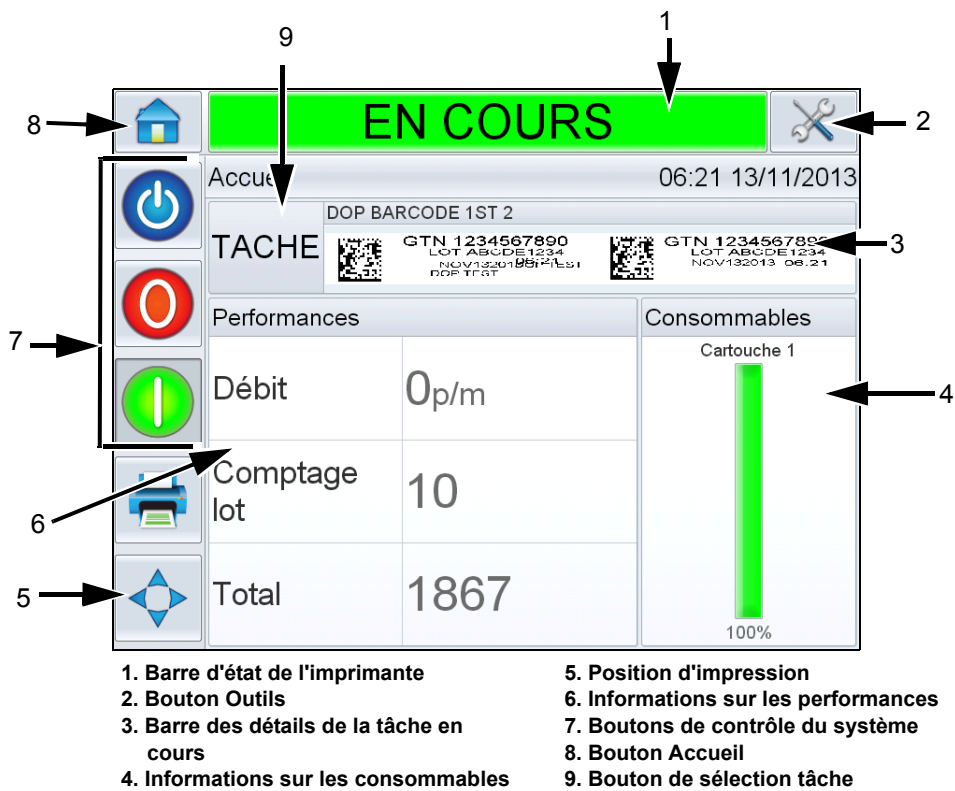 1
9
8
EN COURS
2
Accue
06:21 13/11/2013
DOP BARCODE 1ST 2
TACHE
GTN 1234567890
LOT ABCDE1234
GTN 1234567890
LOT ABCDE1234
NOV132013 06.21
3
7
Performances
Consommables
Cartouche 1
Débit
0p/m
4
Comptage
lot
10
6
5
Total
1867
100%
1. Barre d'état de l'imprimante
2. Bouton Outils
3. Barre des détails de la tâche en
cours
4. Informations sur les consommables
5. Position d'impression
6. Informations sur les performances
7. Boutons de contrôle du système
8. Bouton Accueil
9. Bouton de sélection tâche